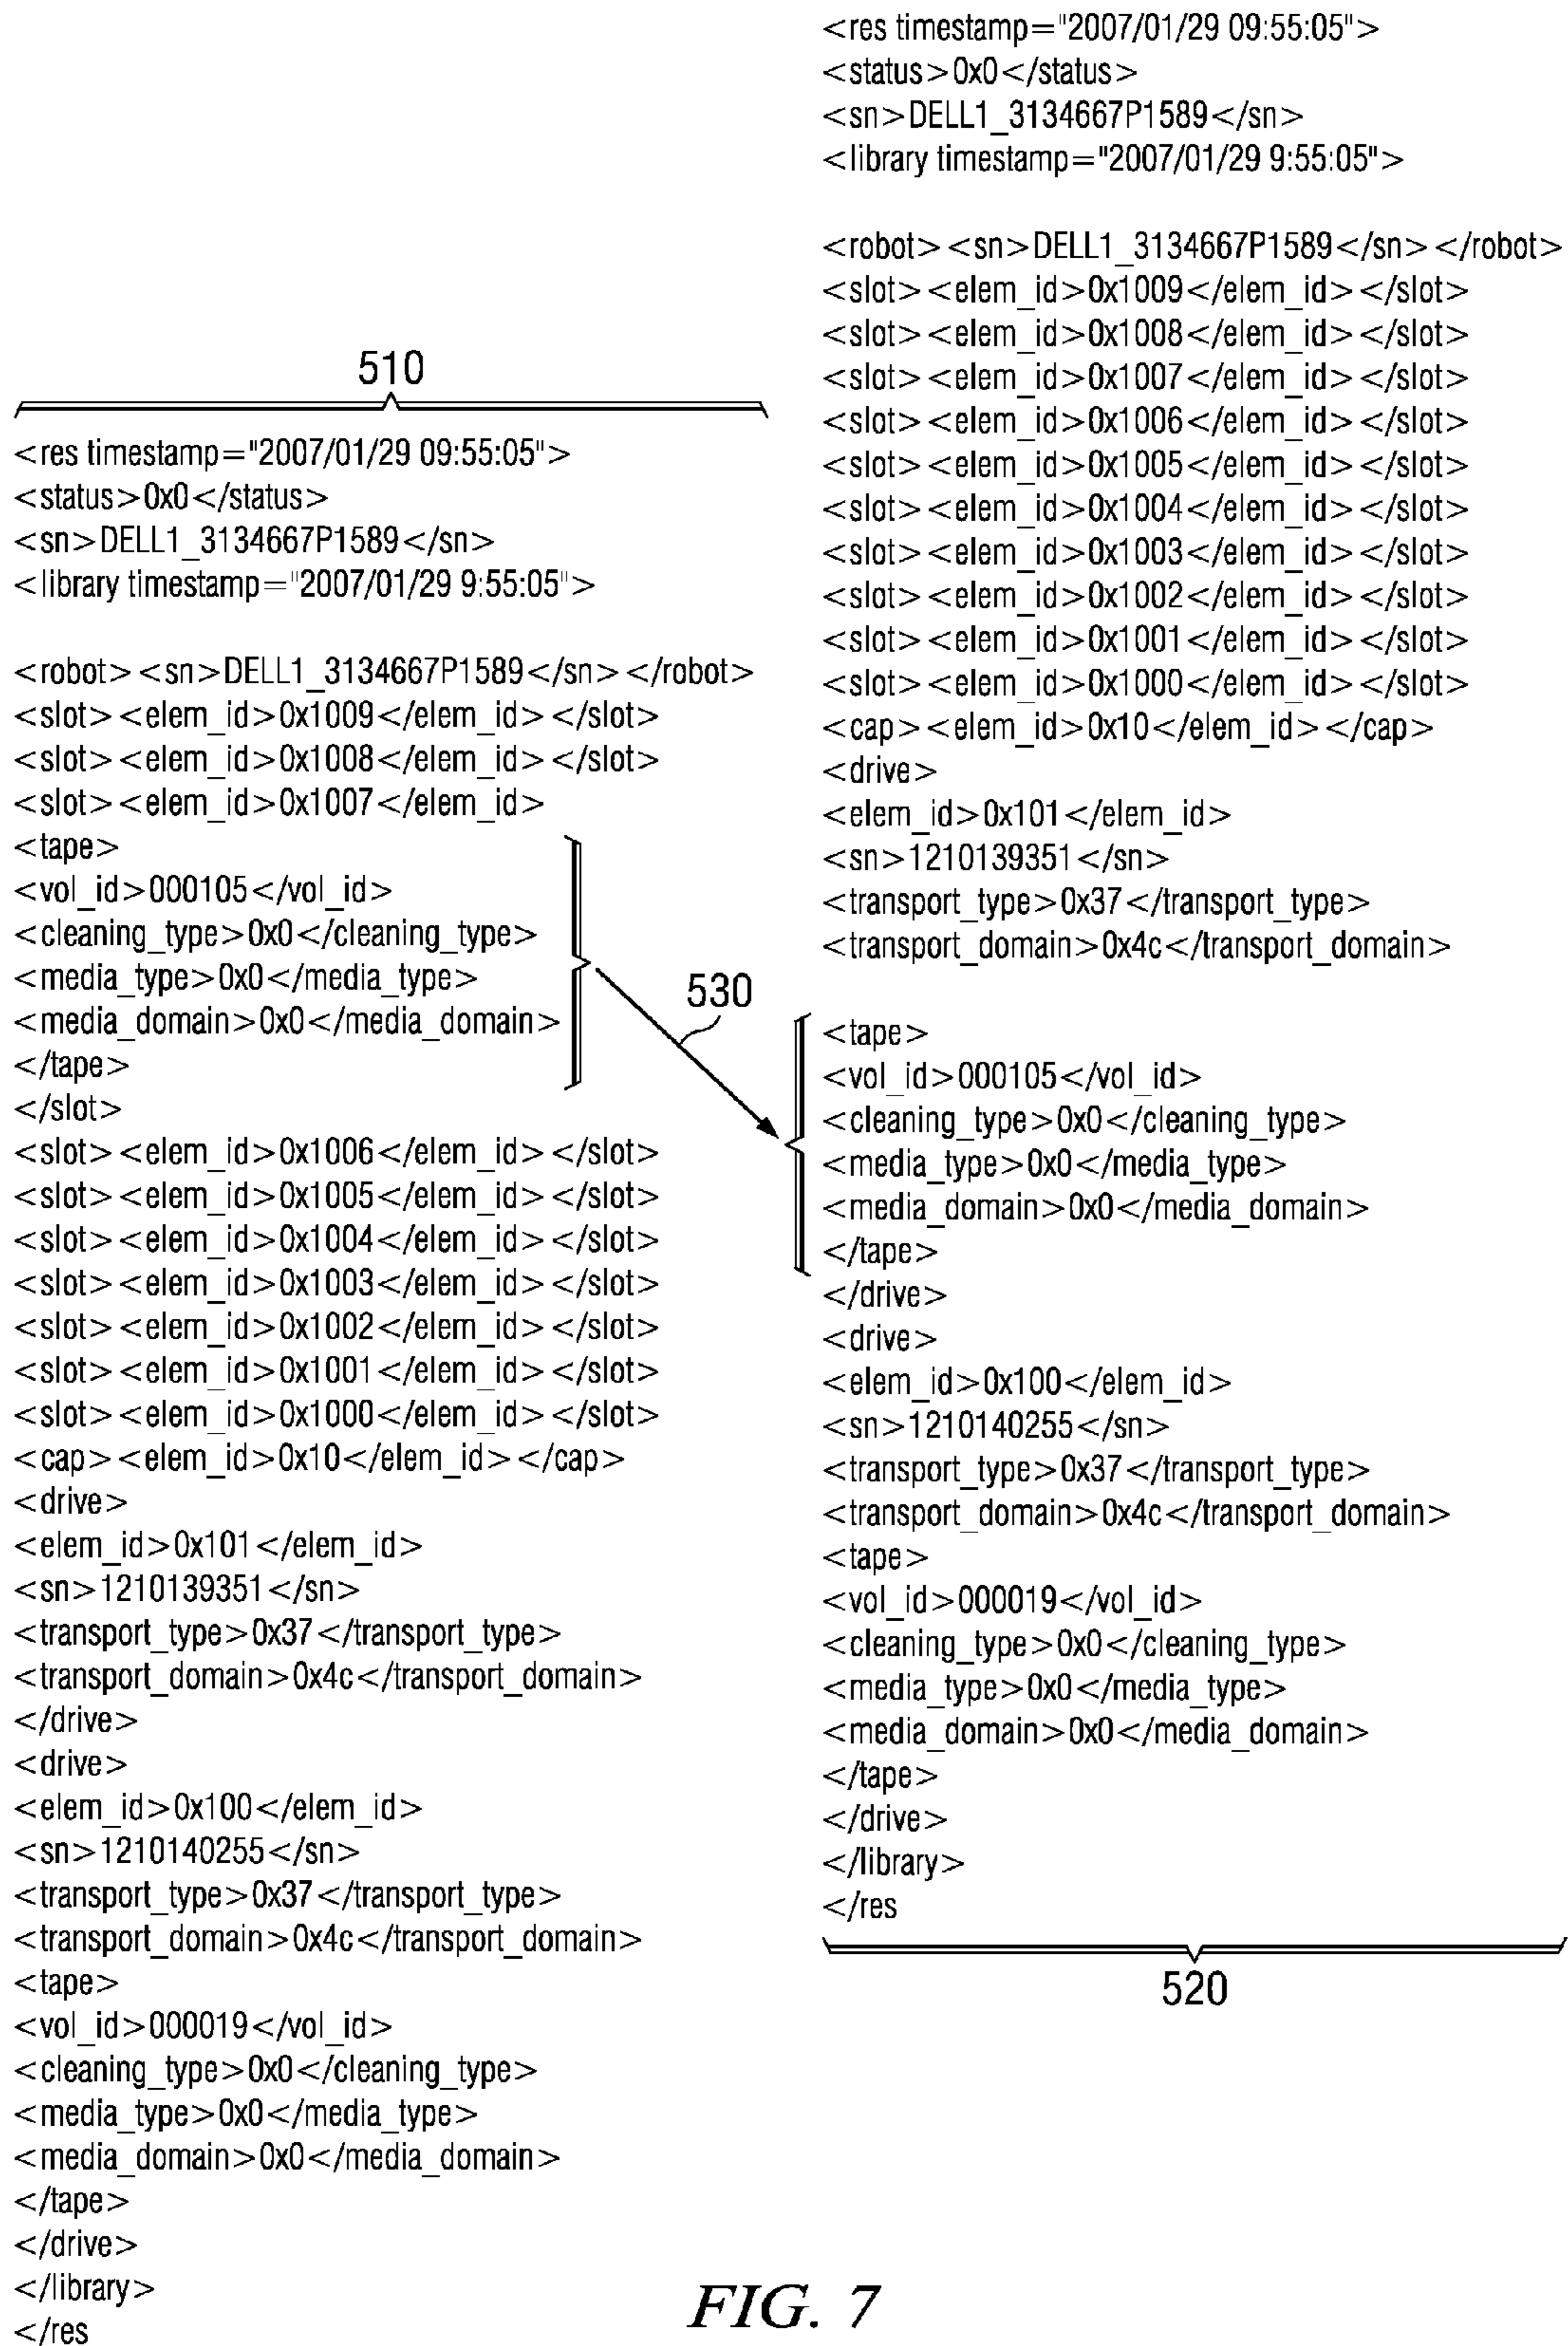 510
<res timestamp="2007/01/29 09:55:05">
<status>0x0</status>
<sn>DELL1_3134667P1589</sn>
<library timestamp="2007/01/29 9:55:05">
<robot><sn>DELL1_3134667P1589</sn></robot>
<slot><elem_id>0x1009</elem_id></slot>
<slot><elem_id>0x1008</elem_id></slot>
<slot><elem_id>0x1007</elem_id>
<tape>
<vol_id>000105</vol_id>
<cleaning_type>0x0</cleaning_type>
<media_type>0x0</media_type>
<media_domain>0x0</media_domain>
</tape>
</slot>
<slot><elem_id>0x1006</elem_id></slot>
<slot><elem_id>0x1005</elem_id></slot>
<slot><elem_id>0x1004</elem_id></slot>
<slot><elem_id>0x1003</elem_id></slot>
<slot><elem_id>0x1002</elem_id></slot>
<slot><elem_id>0x1001</elem_id></slot>
<slot><elem_id>0x1000</elem_id></slot>
<cap><elem_id>0x10</elem_id></cap>
<drive>
<elem_id>0x101</elem_id>
<sn>1210139351</sn>
<transport_type>0x37</transport_type>
<transport_domain>0x4c</transport_domain>
</drive>
<drive>
<elem_id>0x100</elem_id>
<sn>1210140255</sn>
<transport_type>0x37</transport_type>
<transport_domain>0x4c</transport_domain>
<tape>
<vol_id>000019</vol_id>
<cleaning_type>0x0</cleaning_type>
<media_type>0x0</media_type>
<media_domain>0x0</media_domain>
</tape>
</drive>
</library>
</res
530
<res timestamp="2007/01/29 09:55:05">
<status>0x0</status>
<sn>DELL1_3134667P1589</sn>
<library timestamp="2007/01/29 9:55:05">
<robot><sn>DELL1_3134667P1589</sn></robot>
<slot><elem_id>0x1009</elem_id></slot>
<slot><elem_id>0x1008</elem_id></slot>
<slot><elem_id>0x1007</elem_id></slot>
<slot><elem_id>0x1006</elem_id></slot>
<slot><elem_id>0x1005</elem_id></slot>
<slot><elem_id>0x1004</elem_id></slot>
<slot><elem_id>0x1003</elem_id></slot>
<slot><elem_id>0x1002</elem_id></slot>
<slot><elem_id>0x1001</elem_id></slot>
<slot><elem_id>0x1000</elem_id></slot>
<cap><elem_id>0x10</elem_id></cap>
<drive>
<elem_id>0x101</elem_id>
<sn>1210139351</sn>
<transport_type>0x37</transport_type>
<transport_domain>0x4c</transport_domain>
<tape>
<vol_id>000105</vol_id>
<cleaning_type>0x0</cleaning_type>
<media_type>0x0</media_type>
<media_domain>0x0</media_domain>
</tape>
</drive>
<drive>
<elem_id>0x100</elem_id>
<sn>1210140255</sn>
<transport_type>0x37</transport_type>
<transport_domain>0x4c</transport_domain>
<tape>
<vol_id>000019</vol_id>
<cleaning_type>0x0</cleaning_type>
<media_type>0x0</media_type>
<media_domain>0x0</media_domain>
</tape>
</drive>
</library>
</res
520
FIG. 7